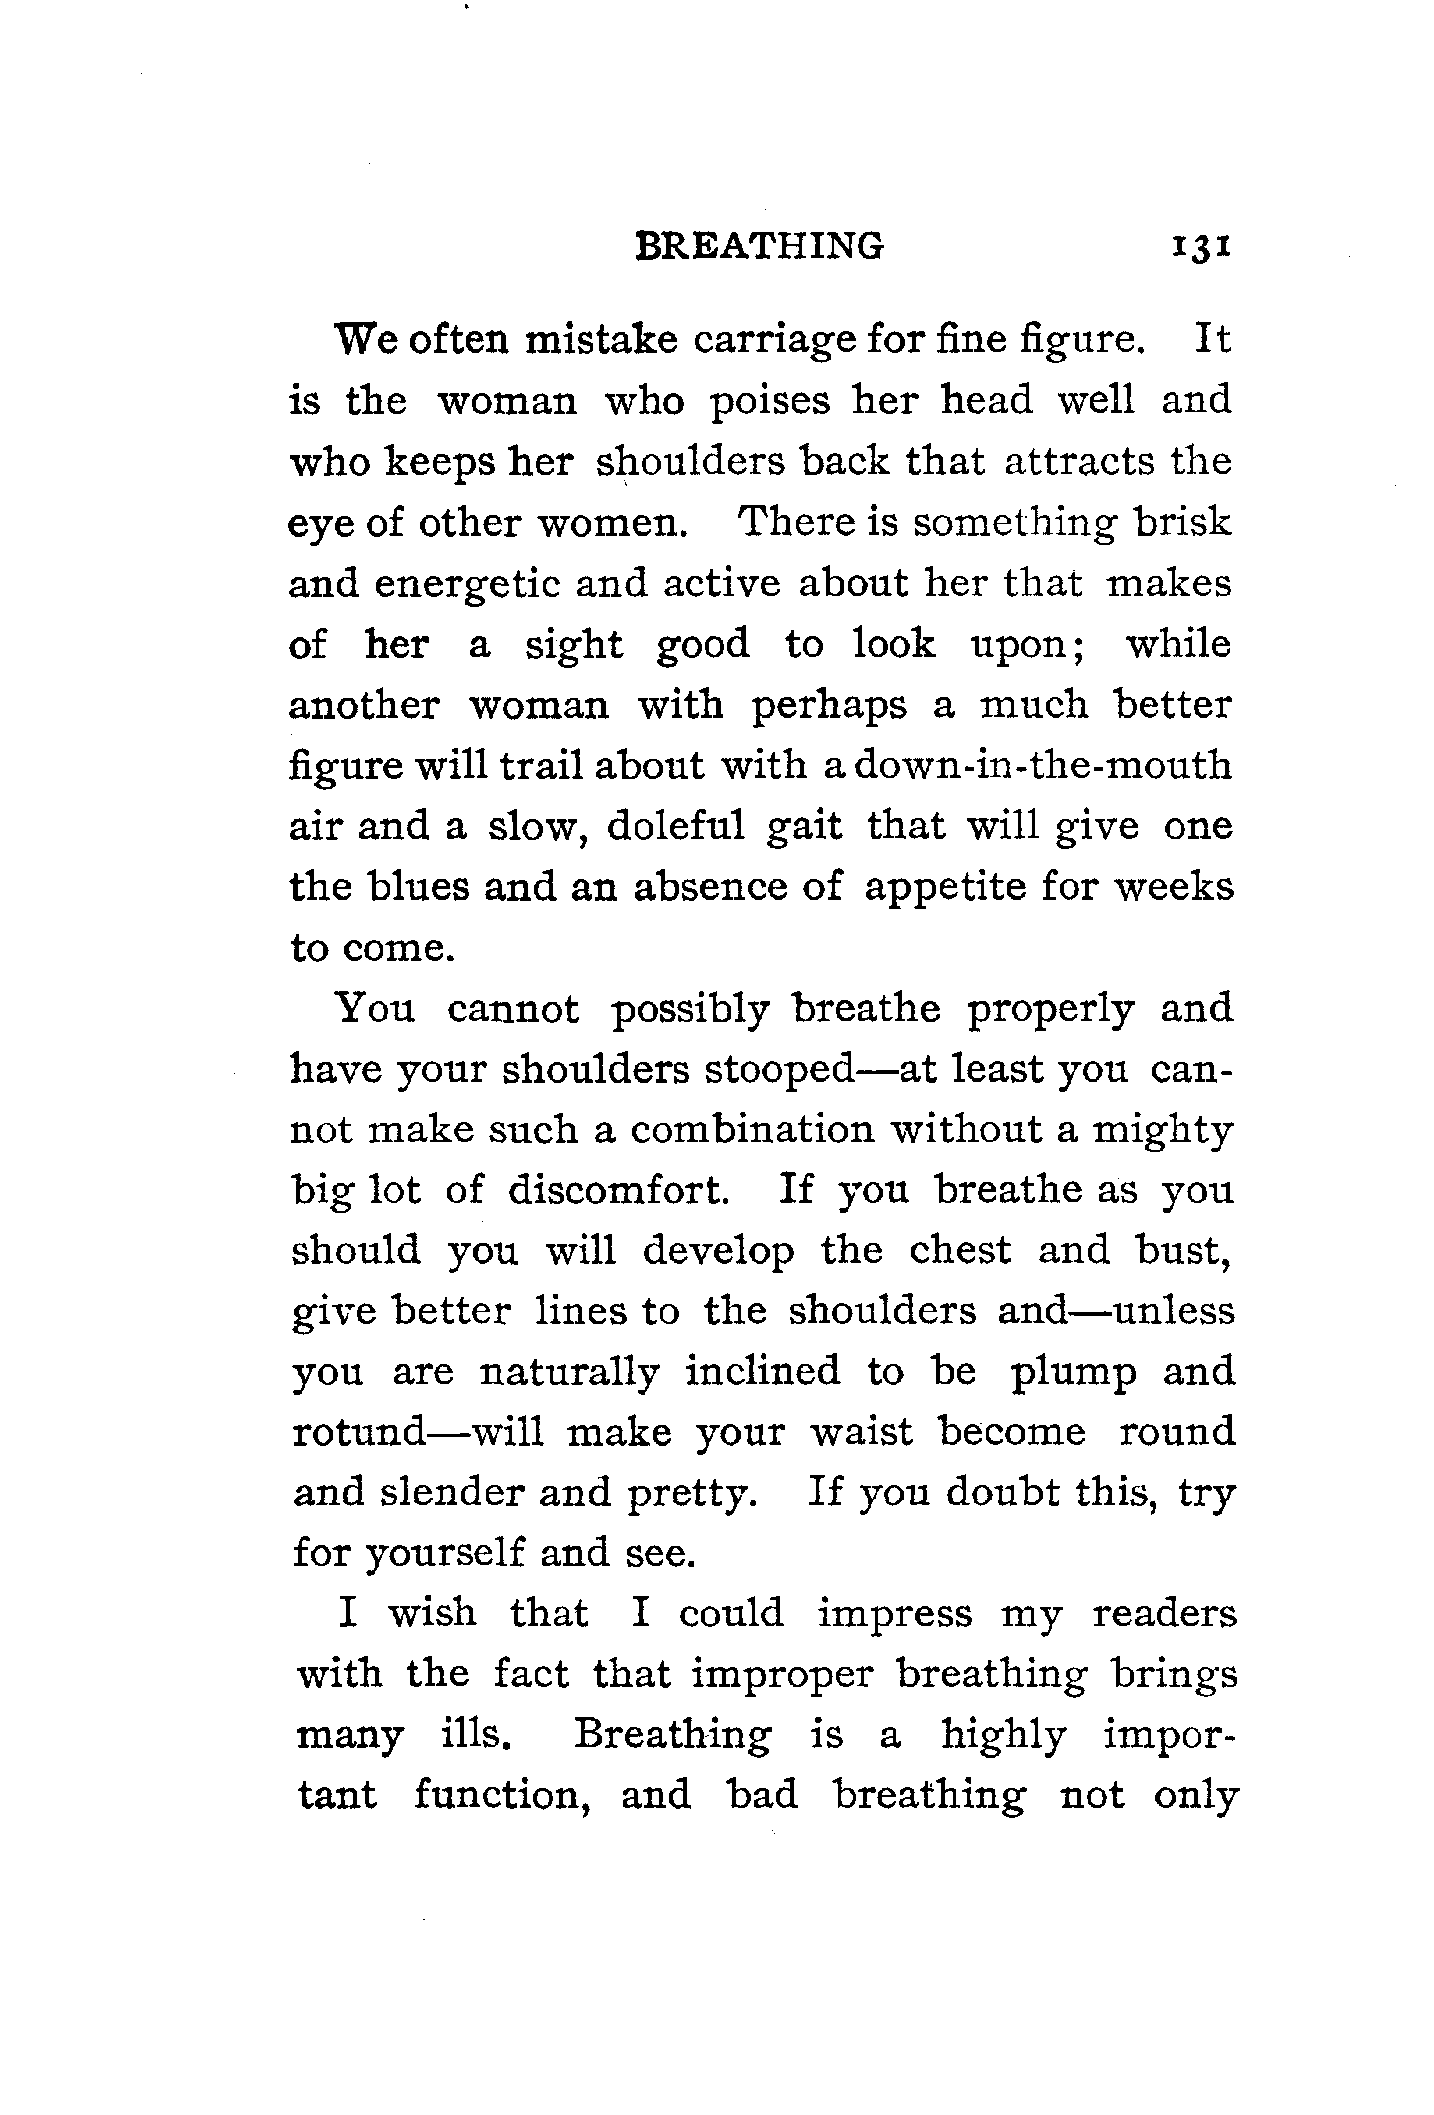 BREATHING 131
We often mistake carriage for fine figure. It
is the woman who poises her head well and
who keeps her shoulders back that attracts the
eye of other women. There is something brisk
and energetic and active about her that makes
of her a sight good to look upon; while
another woman with perhaps a much better
figure will trail about with a down-in-the-mouth
air and a slow, doleful gait that will give one
the blues and an absence of appetite for weeks
to come.
You cannot possibly breathe properly and
have your shoulders stooped—at least you can-
not make such a combination without a mighty
big lot of discomfort. If you breathe as you
should you will develop the chest and bust,
give better lines to the shoulders and—unless
you are naturally inclined to be plump and
rotund—will make your waist become round
and slender and pretty. If you doubt this, try
for yourself and see.
I wish that I could impress my readers
with the fact that improper breathing brings
many ills. Breathing is a highly impor-
tant function, and bad breathing not only